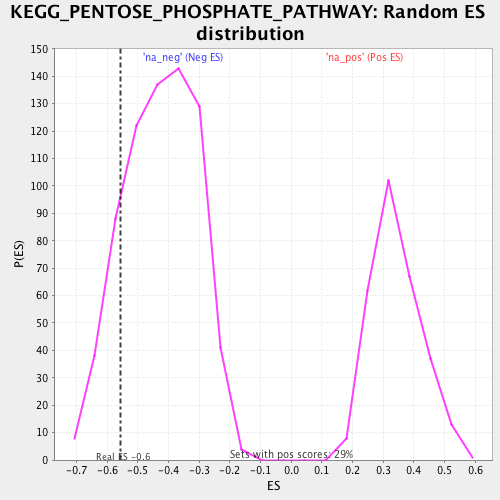 KEGG_PENTOSE_PHOSPHATE_PATHWAY: Random ES
distribution
'na_neg' (Neg ES)
'na_pos' (Pos ES)
P(ES)
150
140
130
120
110
100
90
80
70
60
50
40
30
20
10
0
Real ES -0.6
Sets with pos scores: 29%
-0.7 -0.6 -0.5 -0.4 -0.3 -0.2 -0.1 0.0 0.1 0.2 0.3 0.4 0.5 0.6
ES